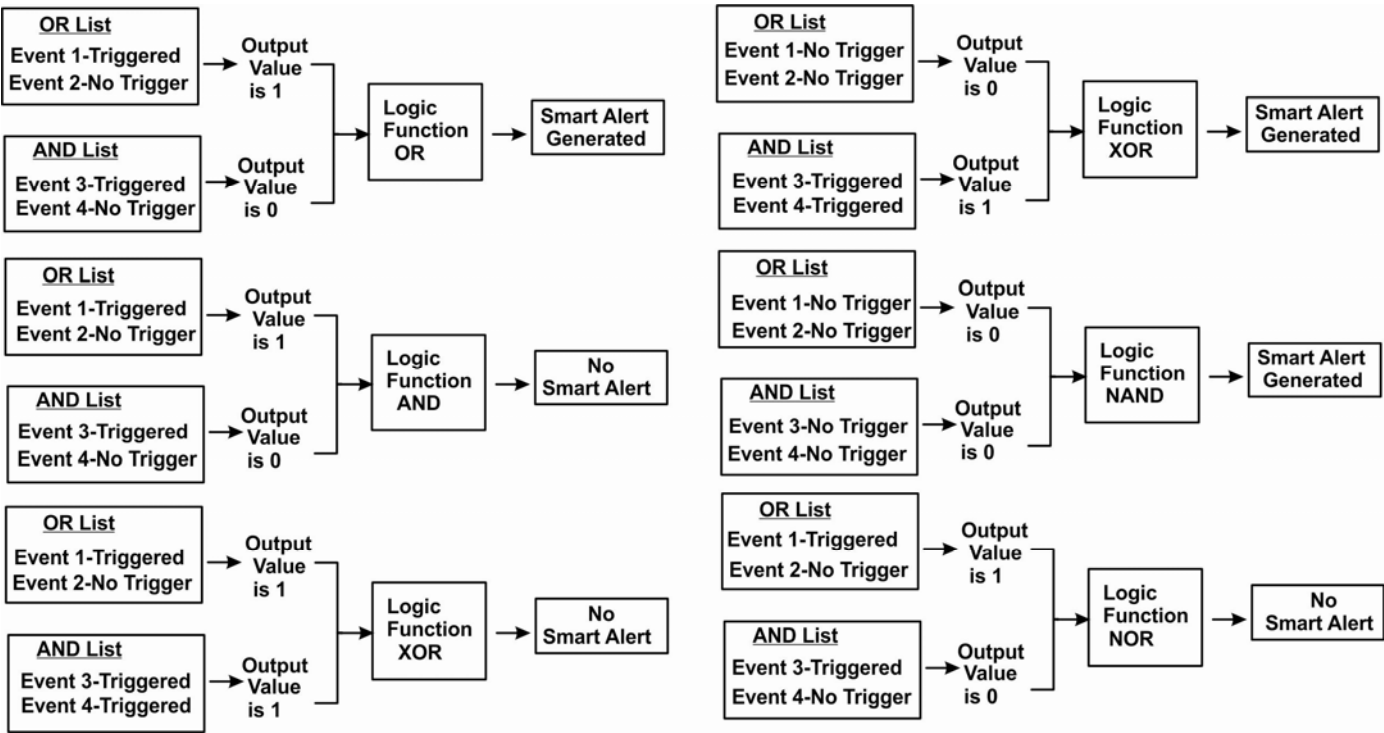 OR List
Event 1-Triggered
Event 2-No Trigger
Output
Value
is 1
AND List
Event 3-Triggered
Event 4-No Trigger
Output
Value
is 0
Logic
Function
OR
Smart Alert
Generated
OR List
Event 1-No Trigger
Event 2-No Trigger
Output
Value
is 0
AND List
Event 3-Triggered
Event 4-Triggered
Output
Value
is 1
Logic
Function
XOR
Smart Alert
Generated
OR List
Event 1-Triggered
Event 2-No Trigger
Output
Value
is 1
AND List
Event 3-Triggered
Event 4-No Trigger
Output
Value
is 0
Logic
Function
AND
No
Smart Alert
OR List
Event 1-No Trigger
Event 2-No Trigger
Output
Value
is 0
AND List
Event 3-No Trigger
Event 4-No Trigger
Output
Value
is 0
Logic
Function
NAND
Smart Alert
Generated
OR List
Event 1-Triggered
Event 2-No Trigger
Output
Value
is 1
AND List
Event 3-Triggered
Event 4-Triggered
Output
Value
is 1
Logic
Function
XOR
No
Smart Alert
OR List
Event 1-Triggered
Event 2-No Trigger
Output
Value
is 1
AND List
Event 3-Triggered
Event 4-No Trigger
Output
Value
is 0
Logic
Function
NOR
No
Smart Alert